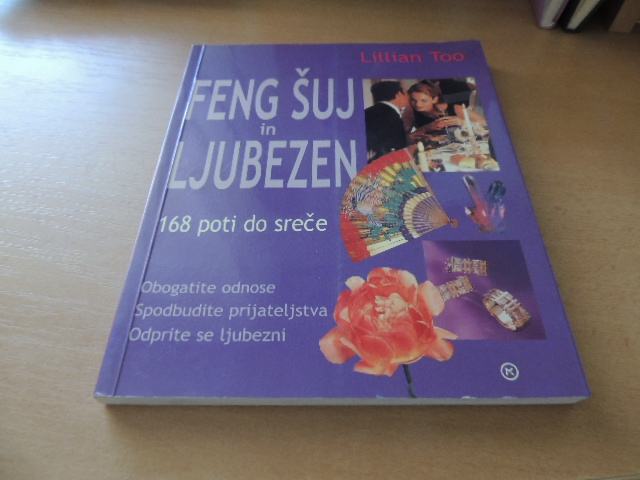 Lillian Too
FENG ŠUJ
in
LJUBEZEN
168 poti do sreče
Obogatite odnose
Spodbudite prijateljstva
Odprite se ljubezni